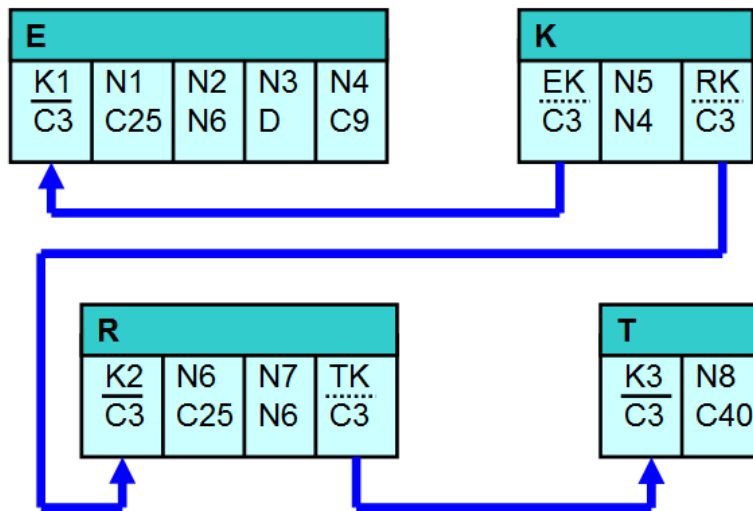 E
K1 N1 N2 N3 N4
C3 C25 N6 D C9
K
EK N5 RK
C3 N4 C3
R
K2 N6 N7 TK
C3 C25 N6 C3
T
K3 N8
C3 C40